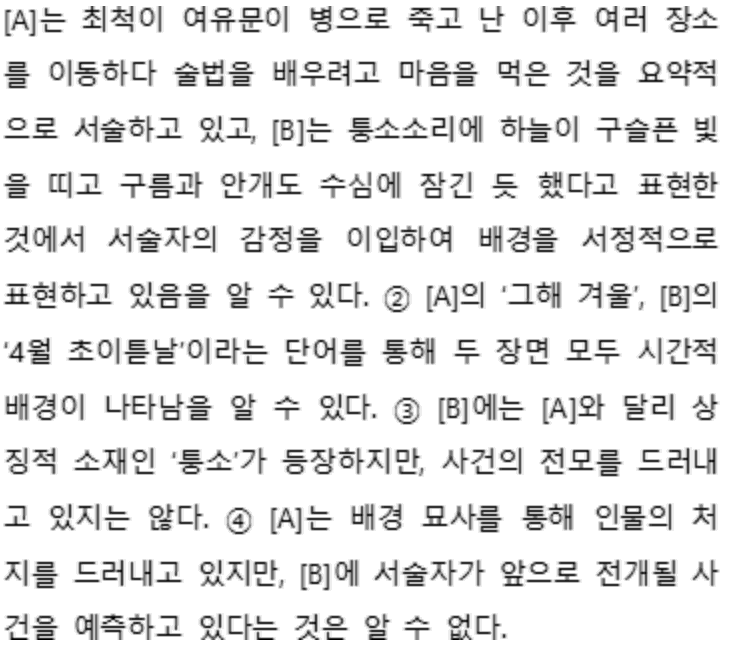 [A]는 최척이 여유문이 병으로 죽고 난 이후 여러 장소
를 이동하다 술법을 배우려고 마음을 먹은 것을 요약적
으로 서술하고 있고, [B]는 퉁소소리에 하늘이 구슬픈 빛
을 띠고 구름과 안개도 수심에 잠긴 듯 했다고 표현한
것에서 서술자의 감정을 이입하여 배경을 서정적으로
표현하고 있음을 알 수 있다. ② [A]의 ‘그해 겨울’, [B]의
‘4월 초이튿날’이라는 단어를 통해 두 장면 모두 시간적
배경이 나타남을 알 수 있다. ③ [B]에는 [A]와 달리 상
징적 소재인 ‘퉁소’가 등장하지만, 사건의 전모를 드러내
고 있지는 않다. ④ [A]는 배경 묘사를 통해 인물의 처
지를 드러내고 있지만, [B]에 서술자가 앞으로 전개될 사
건을 예측하고 있다는 것은 알 수 없다.